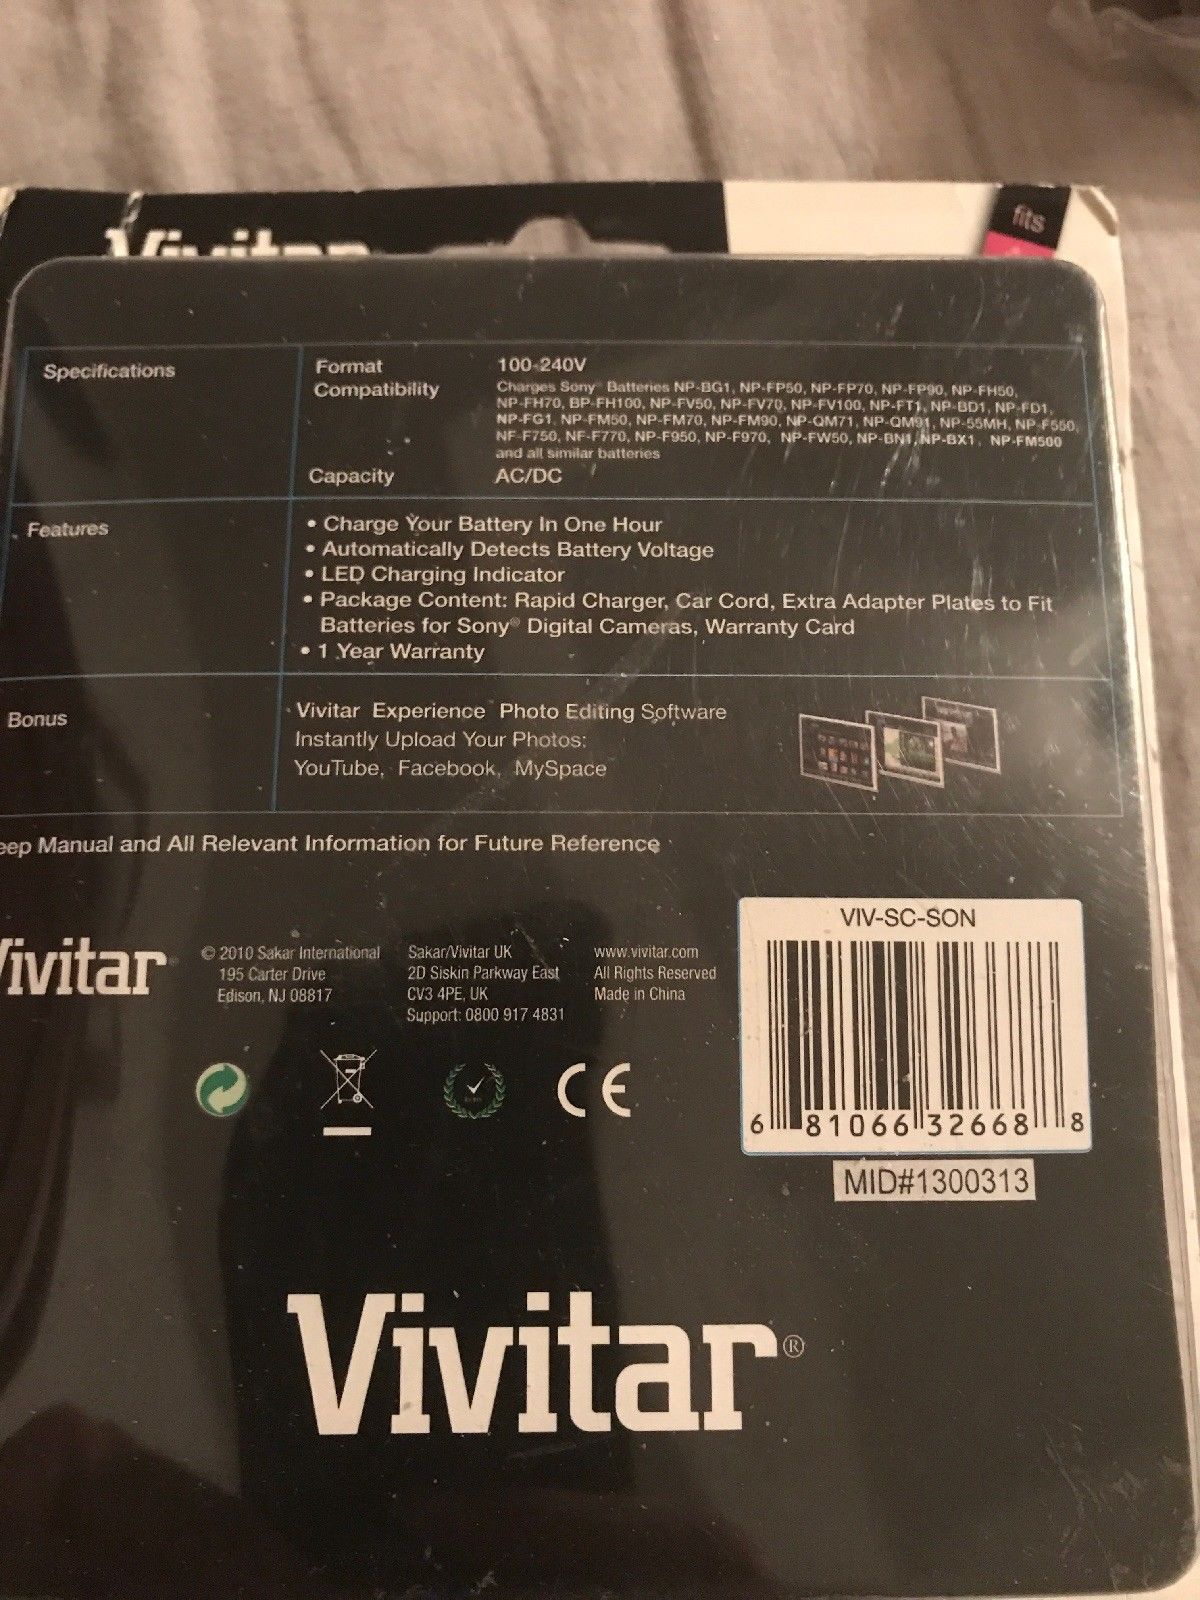 fits
Vivitar
Specifications
Format 100-240V
Compatibility Charges Sony® Batteries NP-BG1, NP-FP50, NP-FP70, NP-FP90, NP-FH50,
NP-FH70, BP-FH100, NP-FV50, NP-FV70, NP-FV100, NP-FT1, NP-BD1, NP-FD1,
NP-FG1, NP-FM50, NP-FM70, NP-FM90, NP-QM71, NP-QM91, NP-55MH, NP-F550,
NF-F750, NF-F770, NP-F950, NP-F970, NP-FW50, NP-BN1, NP-BX1, NP-FM500
and all similar batteries
Capacity AC/DC
Features
• Charge Your Battery In One Hour
• Automatically Detects Battery Voltage
• LED Charging Indicator
• Package Content: Rapid Charger, Car Cord, Extra Adapter Plates to Fit
Batteries for Sony® Digital Cameras, Warranty Card
• 1 Year Warranty
Bonus
Vivitar Experience Photo Editing Software
Instantly Upload Your Photos:
YouTube, Facebook, MySpace
eep Manual and All Relevant Information for Future Reference
Vivitar®
© 2010 Sakar International
195 Carter Drive
Edison, NJ 08817
Sakar/Vivitar UK
2D Siskin Parkway East
CV3 4PE, UK
Support: 0800 917 4831
www.vivitar.com
All Rights Reserved
Made in China
CE
VIV-SC-SON
6 81066 32668 8
MID#1300313
Vivitar®